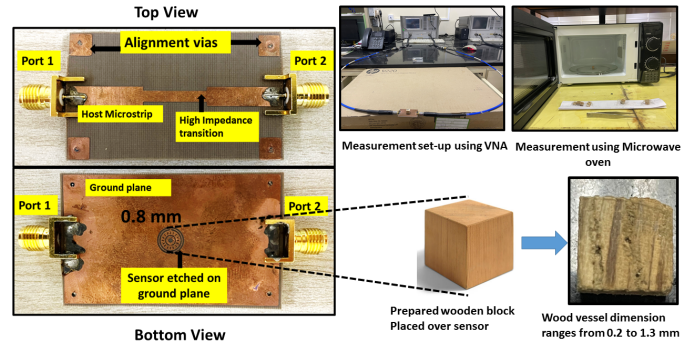 Top View
Alignment vias
Port 1
Port 2
Host Microstrip
High Impedance
transition
Ground plane
Port 1
Port 2
0.8 mm
Sensor etched on
ground plane
Bottom View
Measurement set-up using VNA
Measurement using Microwave
oven
Prepared wooden block
Placed over sensor
Wood vessel dimension
ranges from 0.2 to 1.3 mm